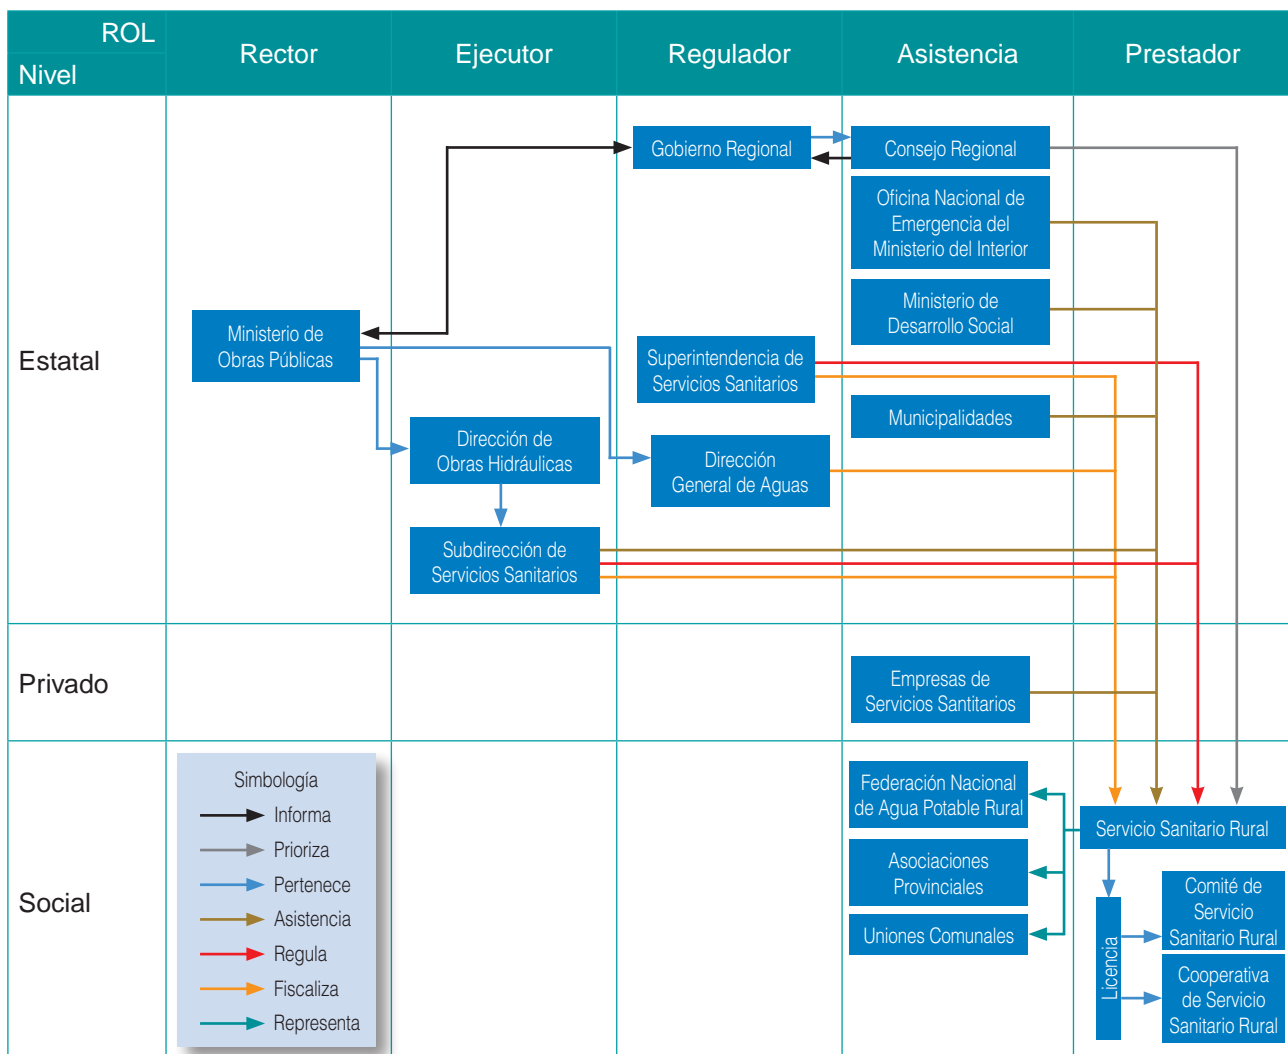 ROL
Nivel
Rector
Ejecutor
Regulador
Asistencia
Prestador
Estatal
Gobierno Regional
Consejo Regional
Oficina Nacional de
Emergencia del
Ministerio del Interior
Ministerio de
Desarrollo Social
Ministerio de
Obras Públicas
Superintendencia de
Servicios Sanitarios
Municipalidades
Dirección de
Obras Hidráulicas
Dirección
General de Aguas
Subdirección de
Servicios Sanitarios
Privado
Empresas de
Servicios Santitarios
Social
Simbología
Informa
Prioriza
Pertenece
Asistencia
Regula
Fiscaliza
Representa
Federación Nacional
de Agua Potable Rural
Asociaciones
Provinciales
Uniones Comunales
Servicio Sanitario Rural
Licencia
Comité de
Servicio
Sanitario Rural
Cooperativa
de Servicio
Sanitario Rural